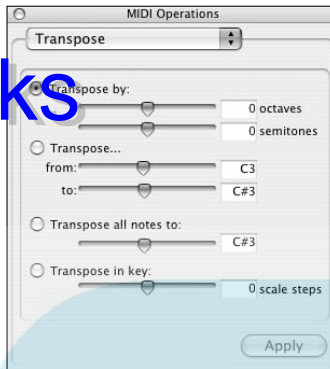 MIDI Operations
Transpose
ks
Transpose by:
0 octaves
0 semitones
Transpose...
from: C3
to: C#3
Transpose all notes to:
C#3
Transpose in key:
0 scale steps
Apply